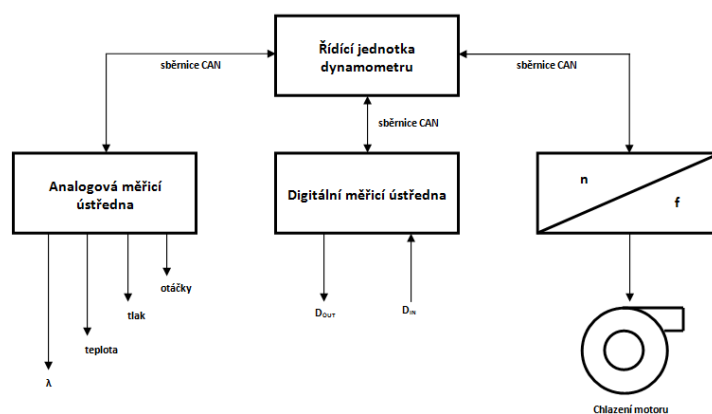 Řídící jednotka
dynamometru
sběrnice CAN
sběrnice CAN
sběrnice CAN
Analogová měřicí
ústředna
Digitální měřicí ústředna
n
f
otáčky
tlak
teplota
λ
DOUT
DIN
Chlazení motoru